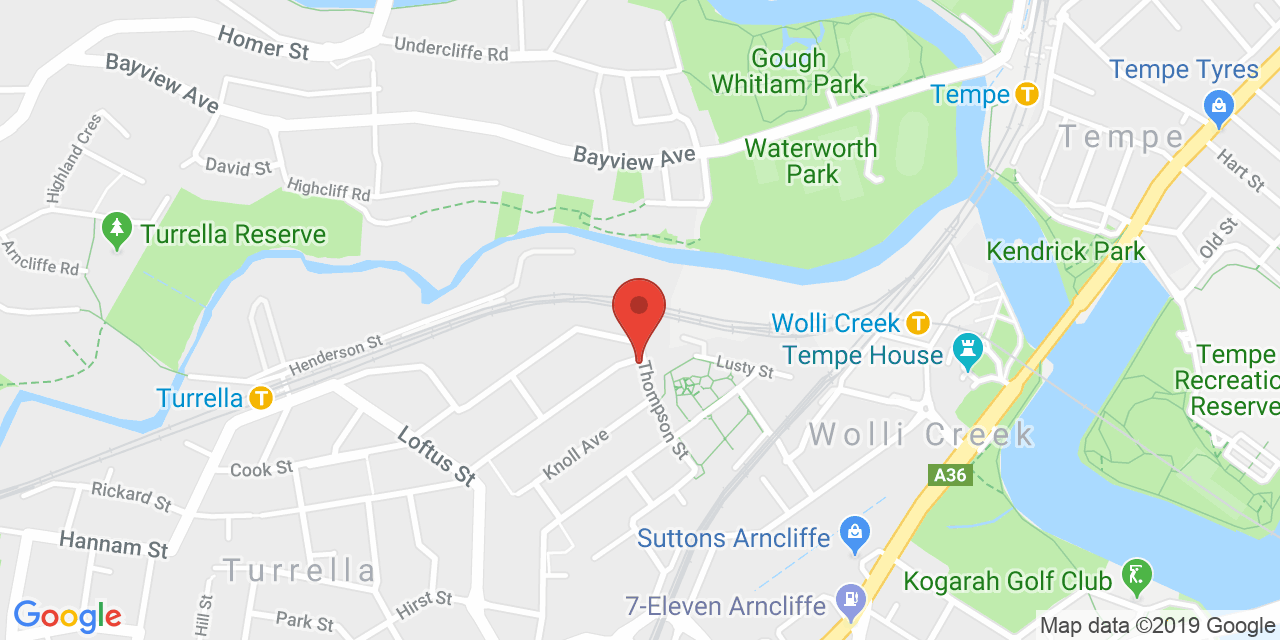 Homer St
Undercliffe Rd
Bayview Ave
Gough
Whitlam Park
Tempe Tyres
Tempe T
Tempe
Highland Cres
David St
Bayview Ave
Waterworth
Park
Hart St
Highcliff Rd
Turrella Reserve
Old St
Arncliffe Rd
Kendrick Park
Wolli Creek T
Tempe House
Henderson St
Lusty St
Tempe
Recreatio
Reserve
Turrella T
Thompson St
Loftus St
Knoll Ave
Wolli Creek
Cook St
A36
Rickard St
Hannam St
Suttons Arncliffe
Turrella
Kogarah Golf Club
Hill St
Hirst St
7-Eleven Arncliffe
Park St
Google
Map data ©2019 Google